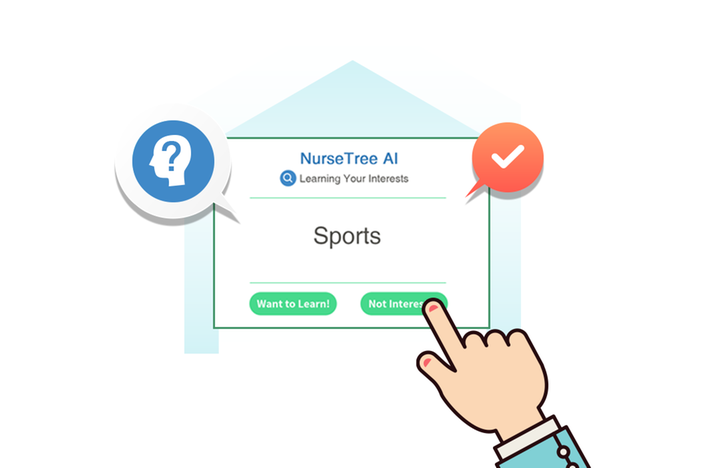 NurseTree AI
Learning Your Interests
Sports
Want to Learn!
Not